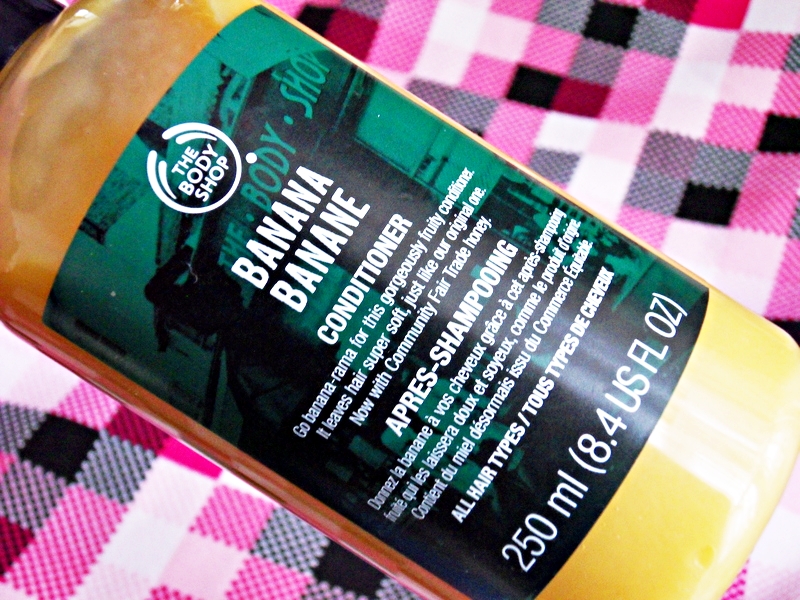 THE
BODY
SHOP
THE · BODY · SHOP
BANANA
BANANE
CONDITIONER
Go banana-rama for this gorgeously fruity conditioner.
It leaves hair super soft, just like our original one.
Now with Community Fair Trade honey.
APRES-SHAMPOOING
Donnez la banane à vos cheveux grâce à cet après-shampooing
fruité qui les laissera doux et soyeux, comme le produit d'origine.
Contient du miel désormais issu du Commerce Équitable.
ALL HAIR TYPES / TOUS TYPES DE CHEVEUX
250 ml (8.4 US FL OZ)